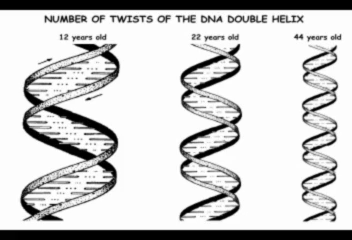 NUMBER OF TWISTS OF THE DNA DOUBLE HELIX
12 years old
22 years old
44 years old